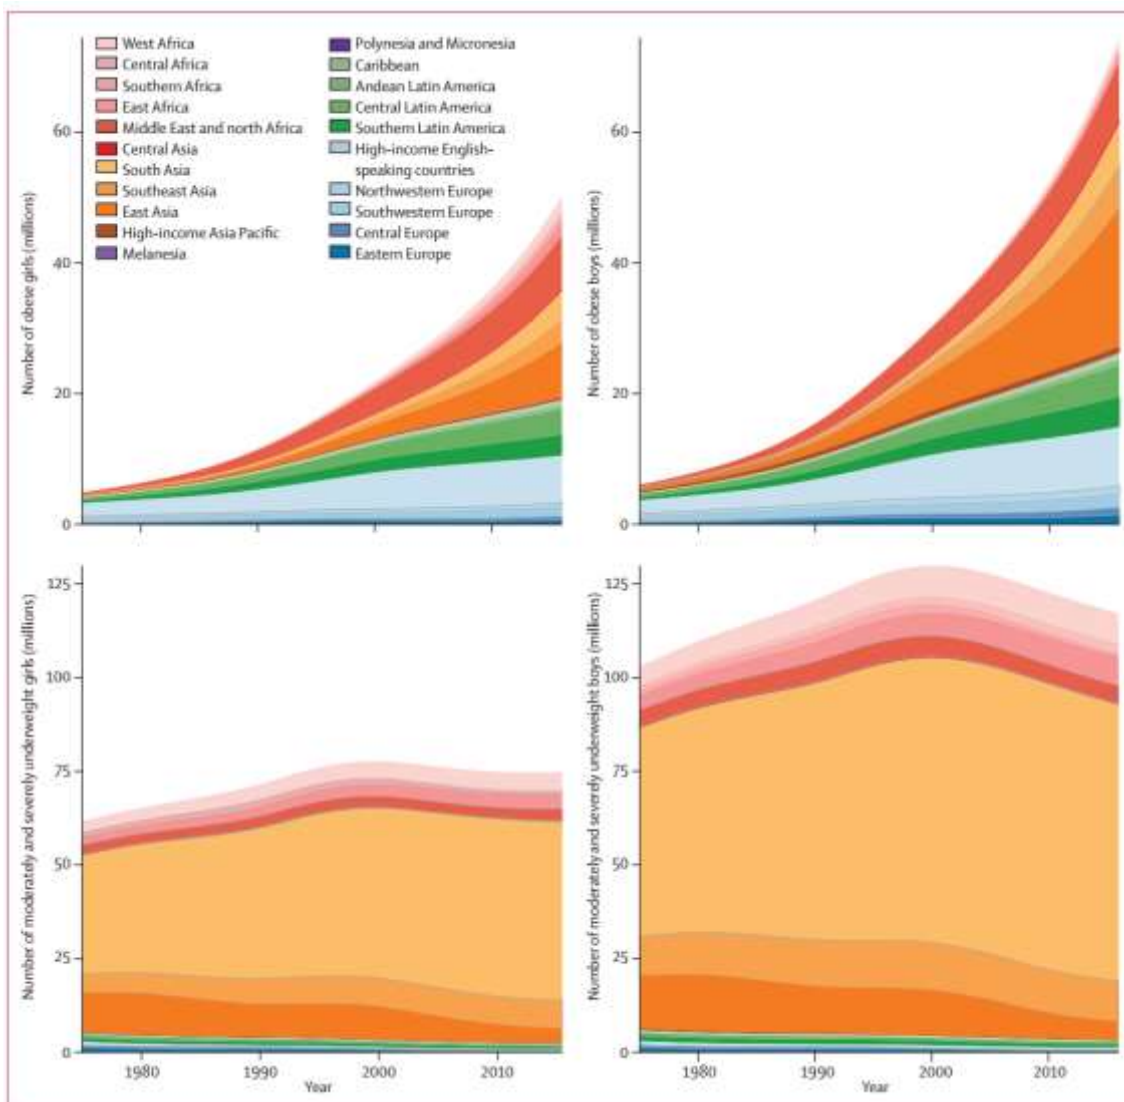 West Africa
Central Africa
Southern Africa
East Africa
Middle East and north Africa
Central Asia
South Asia
Southeast Asia
East Asia
High-income Asia Pacific
Melanesia
Polynesia and Micronesia
Caribbean
Andean Latin America
Central Latin America
Southern Latin America
High-income English-
speaking countries
Northwestern Europe
Southwestern Europe
Central Europe
Eastern Europe
Number of obese girls (millions)
60
40
20
0
Number of obese boys (millions)
60
40
20
0
Number of moderately and severely underweight girls (millions)
125
100
75
50
25
0
1980
1990
2000
2010
Year
Number of moderately and severely underweight boys (millions)
125
100
75
50
25
0
1980
1990
2000
2010
Year